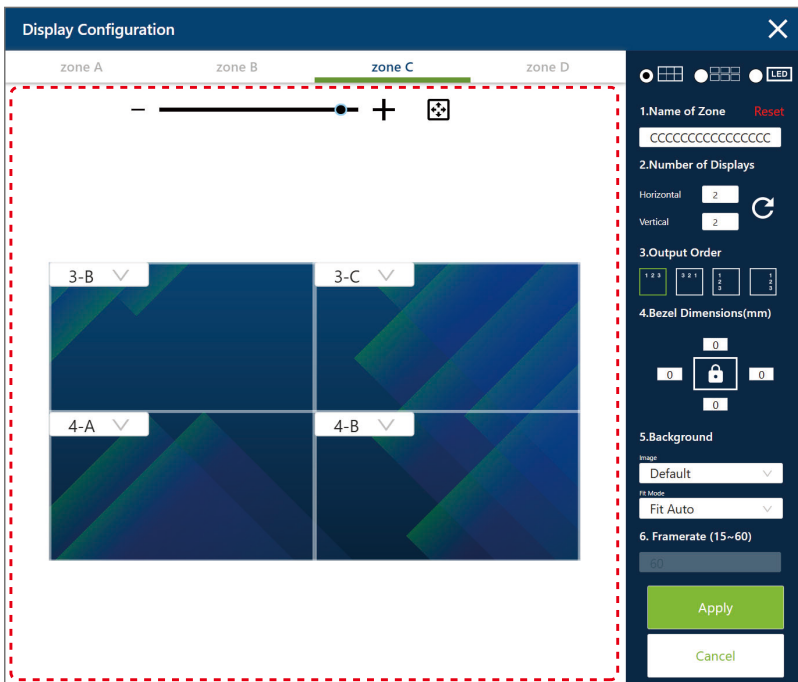 Display Configuration
zone A zone B zone C zone D
LED
1.Name of Zone Reset
CCCCCCCCCCCCCCCC
2.Number of Displays
Horizontal 2
Vertical 2
3.Output Order
1 2 3
3 2 1
1
2
3
1
2
3
4.Bezel Dimensions(mm)
0
0 0
0
5.Background
Image
Default
Fit Mode
Fit Auto
6. Framerate (15~60)
60
Apply
Cancel
3-B 3-C
4-A 4-B